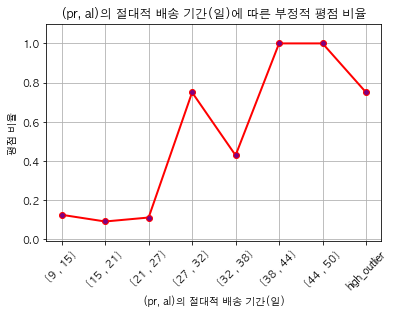 (pr, al)의 절대적 배송 기간(일)에 따른 부정적 평점 비율
평점 비율
1.0
0.8
0.6
0.4
0.2
0.0
(9 , 15)
(15 , 21)
(21 , 27)
(27 , 32)
(32 , 38)
(38 , 44)
(44 , 50)
hgh_outlier
(pr, al)의 절대적 배송 기간(일)